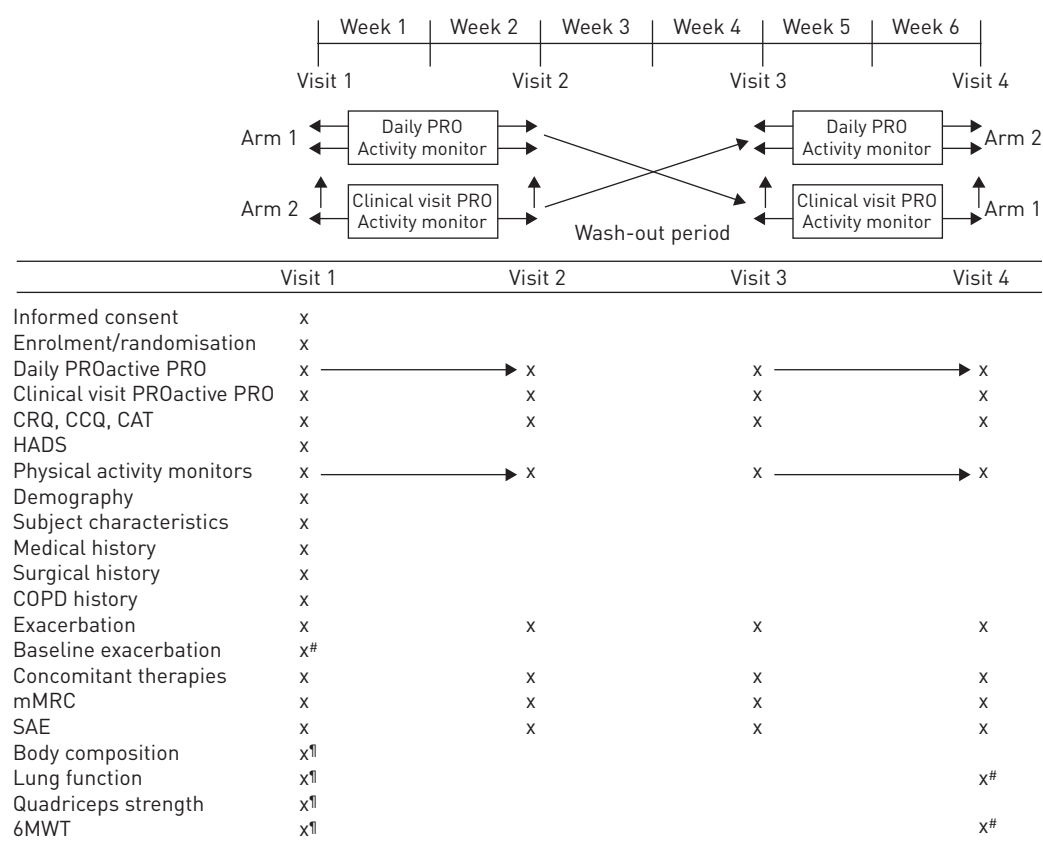 Week 1 Week 2 Week 3 Week 4 Week 5 Week 6
Visit 1 Visit 2 Visit 3 Visit 4
Arm 1 Daily PRO Daily PRO Arm 2
Activity monitor Activity monitor
Arm 2 Clinical visit PRO Clinical visit PRO Arm 1
Activity monitor Activity monitor
Wash-out period
Visit 1 Visit 2 Visit 3 Visit 4
Informed consent x
Enrolment/randomisation x
Daily PROactive PRO x x x x
Clinical visit PROactive PRO x x x x
CRQ, CCQ, CAT x x x x
HADS x
Physical activity monitors x x x x
Demography x
Subject characteristics x
Medical history x
Surgical history x
COPD history x
Exacerbation x x x x
Baseline exacerbation x#
Concomitant therapies x x x x
mMRC x x x x
SAE x x x x
Body composition x¶
Lung function x¶ x#
Quadriceps strength x¶
6MWT x¶ x#